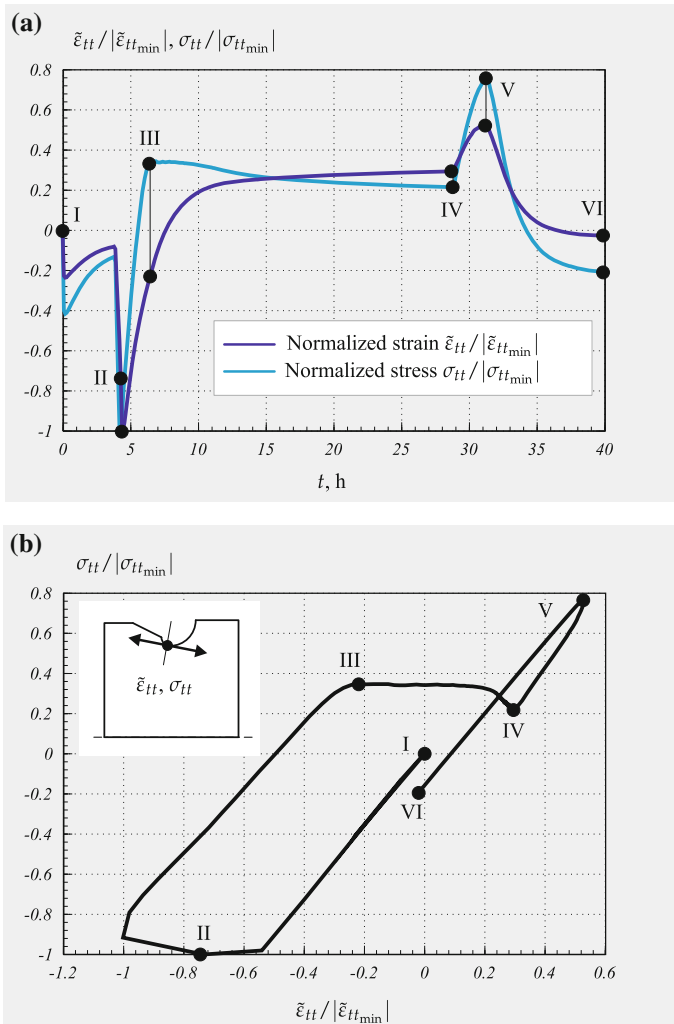 (a)
ε̃tt/|ε̃ttmin|, σtt/|σttmin|
0.8
0.6
0.4
0.2
0
-0.2
-0.4
-0.6
-0.8
-1
I
II
III
IV
V
VI
Normalized strain ε̃tt/|ε̃ttmin|
Normalized stress σtt/|σttmin|
0 5 10 15 20 25 30 35 40
t, h
(b)
σtt/|σttmin|
0.8
0.6
0.4
0.2
0
-0.2
-0.4
-0.6
-0.8
-1
ε̃tt, σtt
I
II
III
IV
V
VI
-1.2 -1 -0.8 -0.6 -0.4 -0.2 0 0.2 0.4 0.6
ε̃tt/|ε̃ttmin|